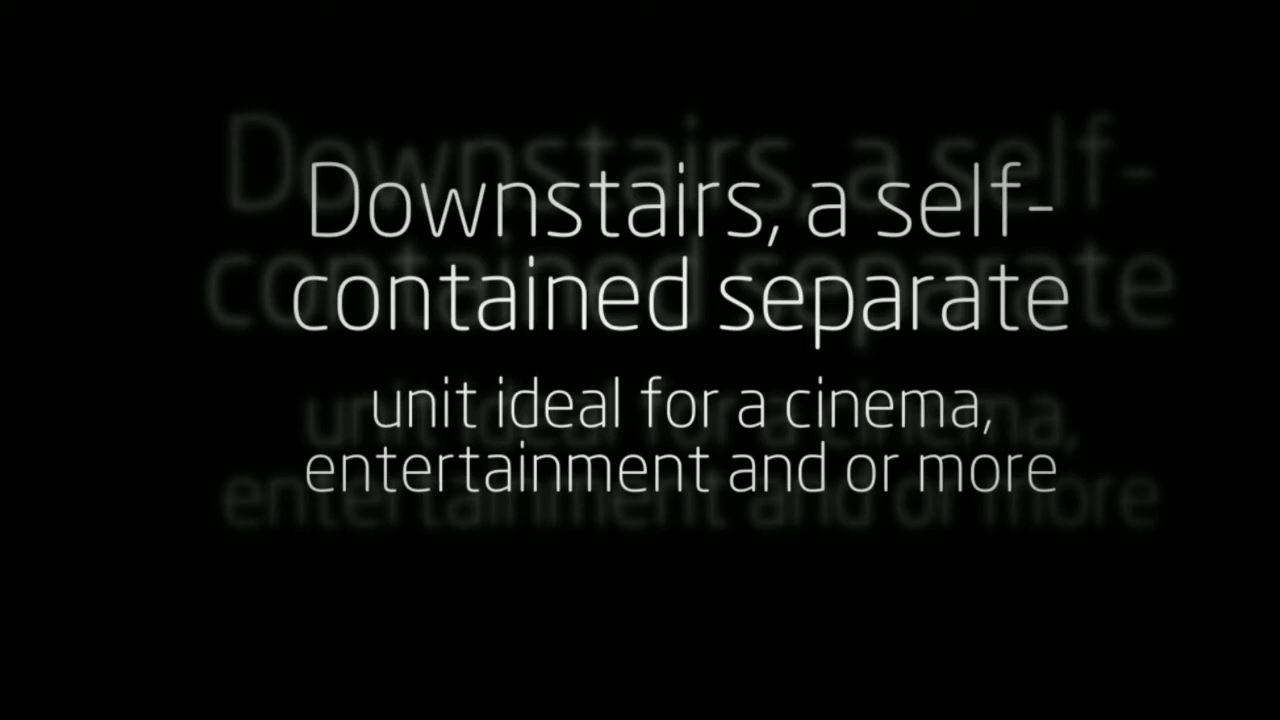 Downstairs, a self-
contained separate
unit ideal for a cinema,
entertainment and or more